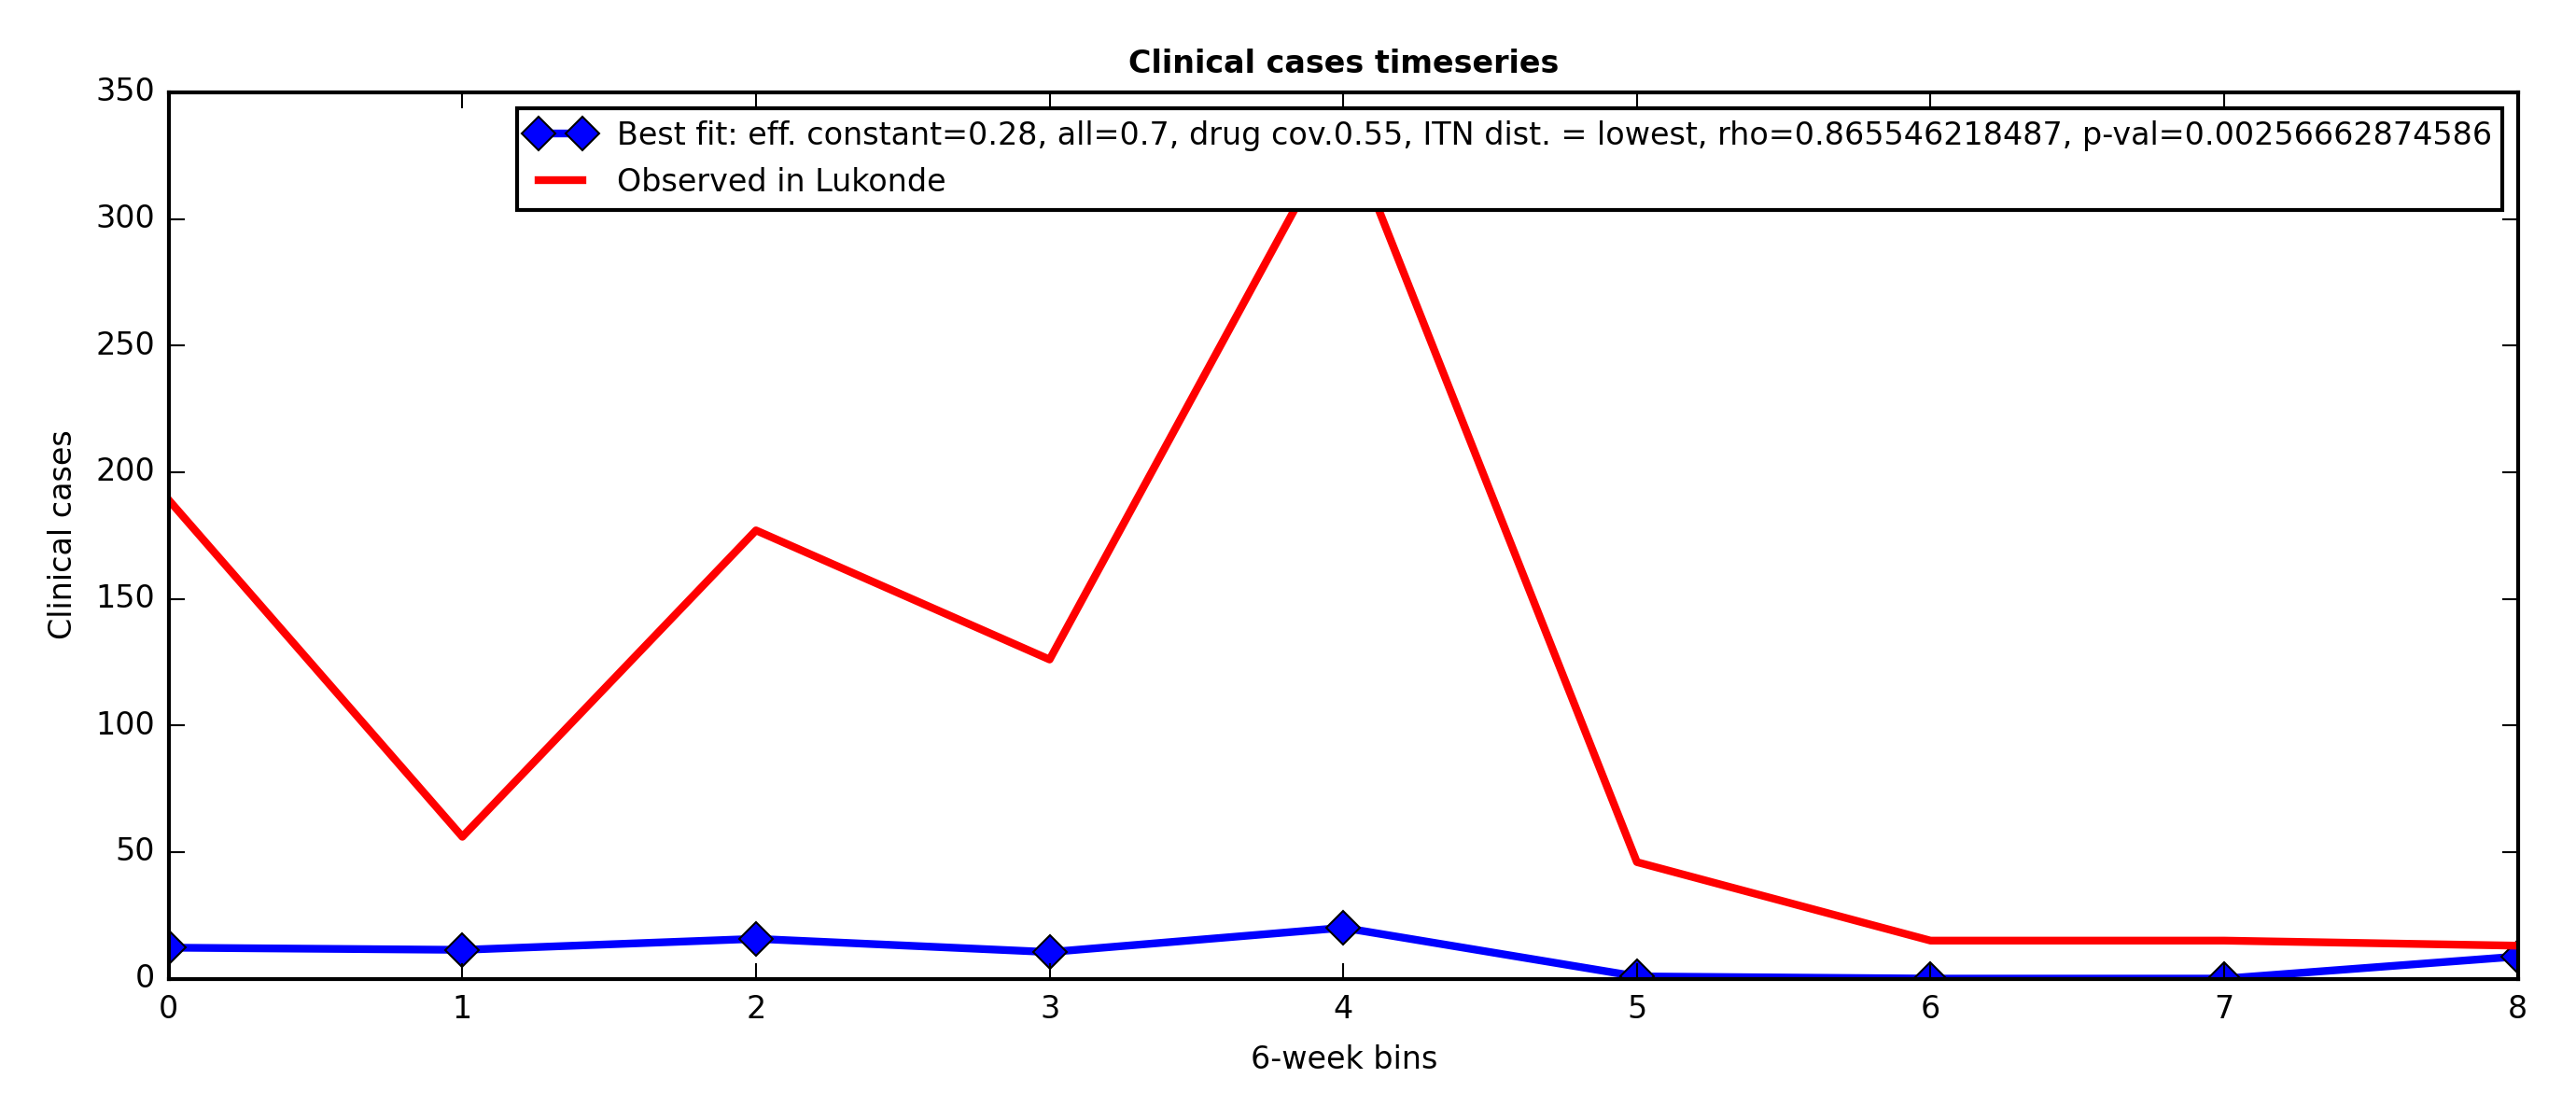 Clinical cases timeseries
350
300
250
200
150
100
50
0
Clinical cases
Best fit: eff. constant=0.28, all=0.7, drug cov.0.55, ITN dist. = lowest, rho=0.865546218487, p-val=0.00256662874586
Observed in Lukonde
0 1 2 3 4 5 6 7 8
6-week bins